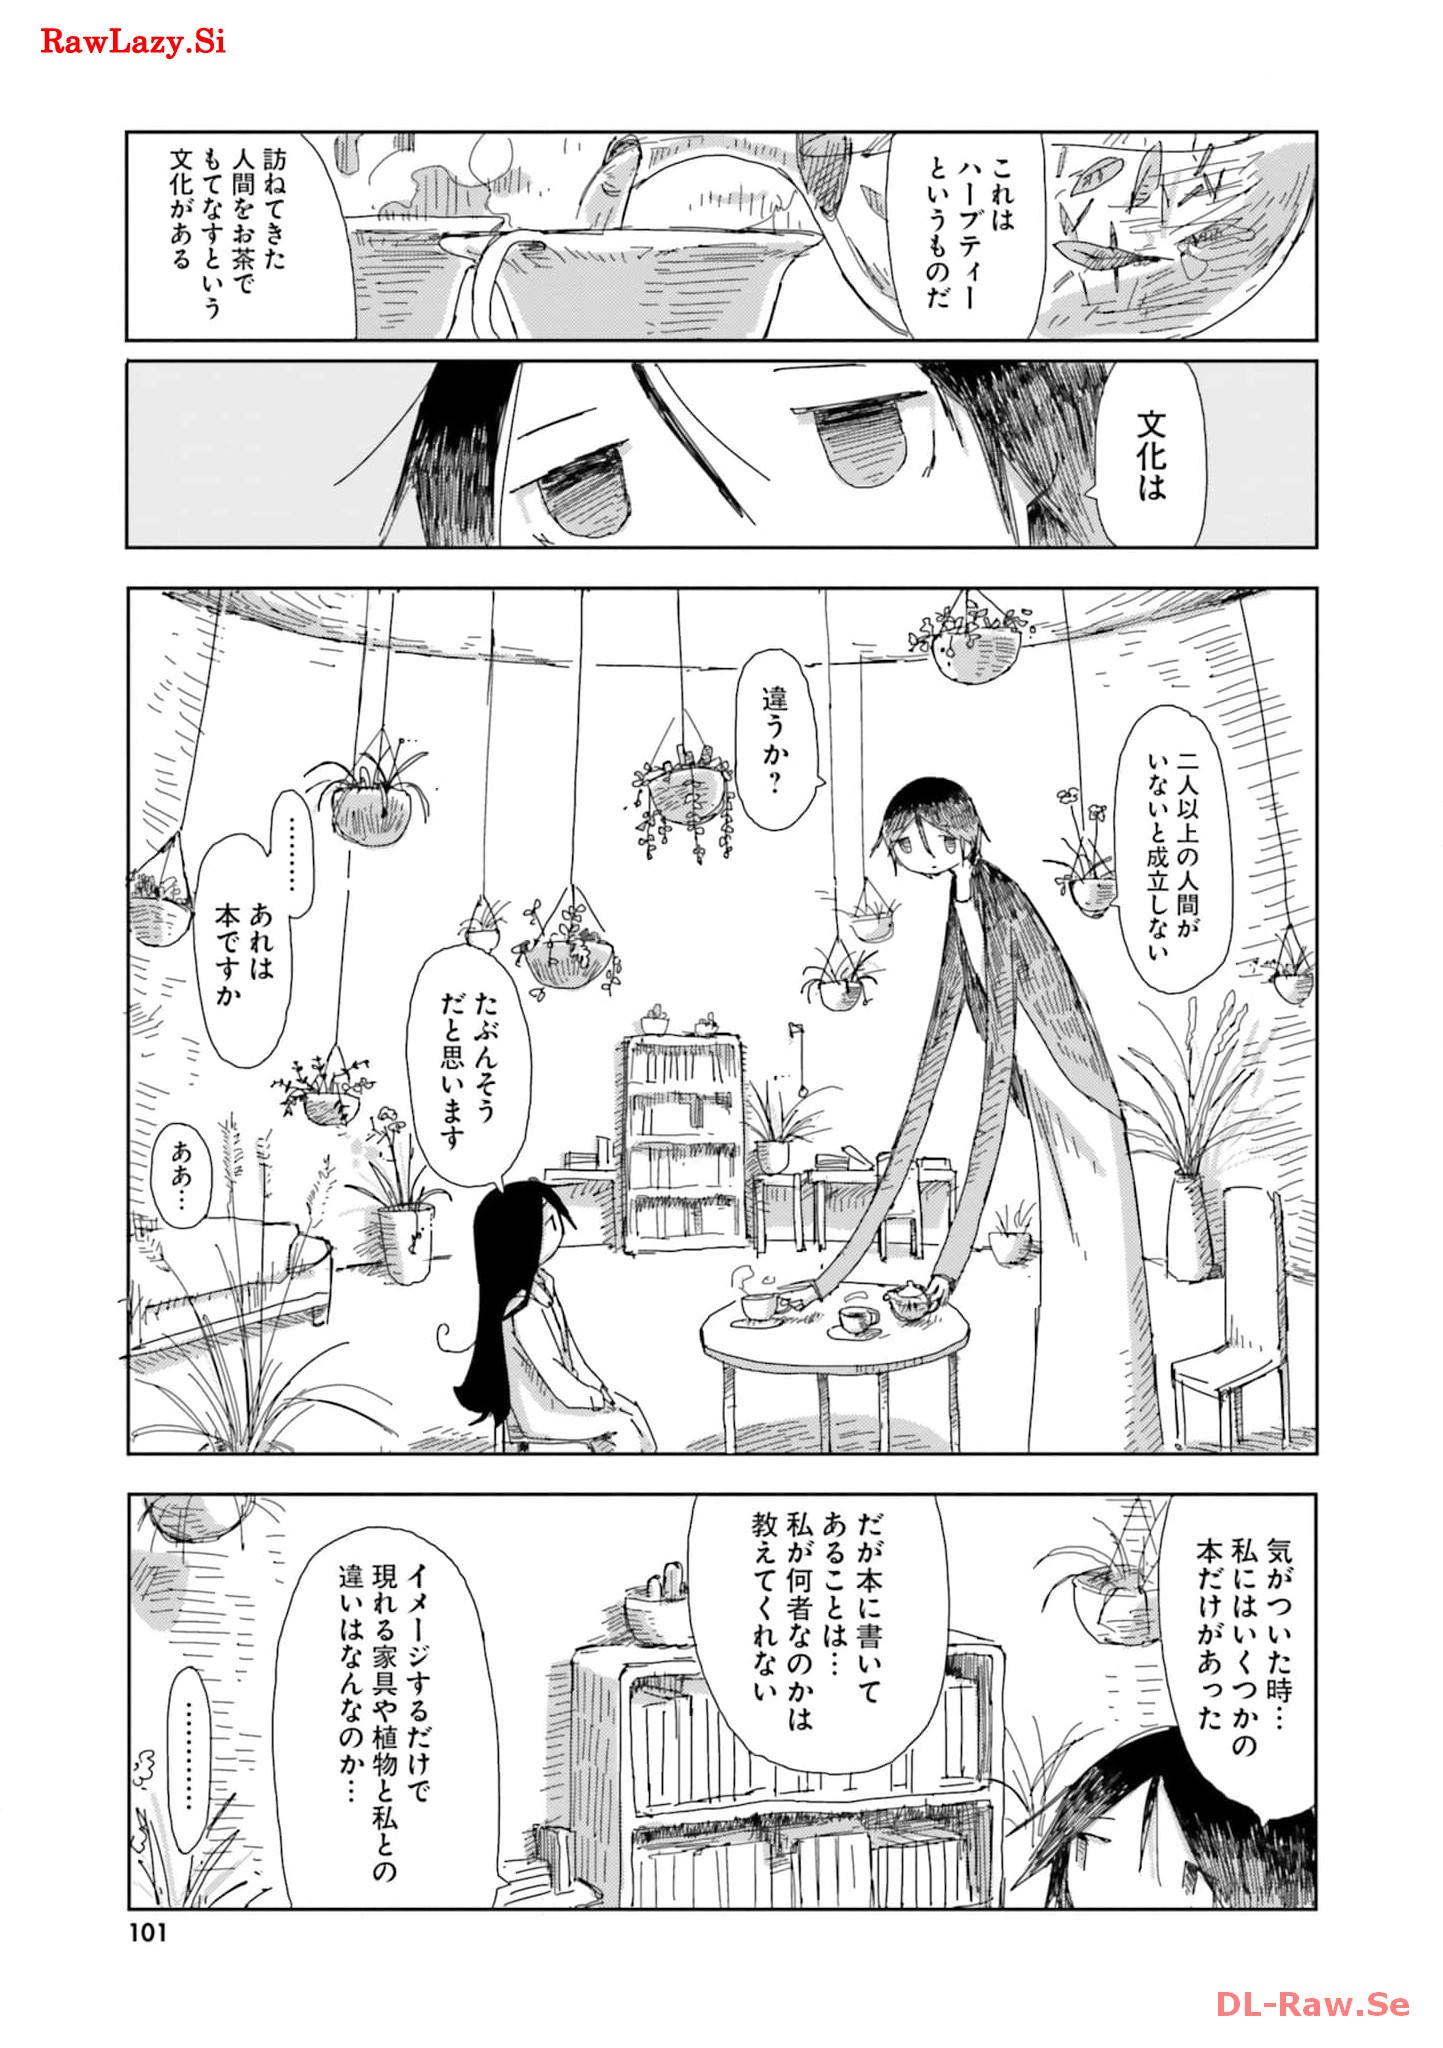 RawLazy.Si
これは
ハーブティー
というものだ
訪ねてきた
人間をお茶で
もてなすという
文化がある
文化は
二人以上の人間が
いないと成立しない
違うか?
たぶんそう
だと思います
………
あれは
本ですか
ああ…
気がついた時…
私にはいくつかの
本だけがあった
だが本に書いて
あることは…
私が何者なのかは
教えてくれない
イメージするだけで
現れる家具や植物と私との
違いはなんなのか…
…………
101
DL-Raw.Se